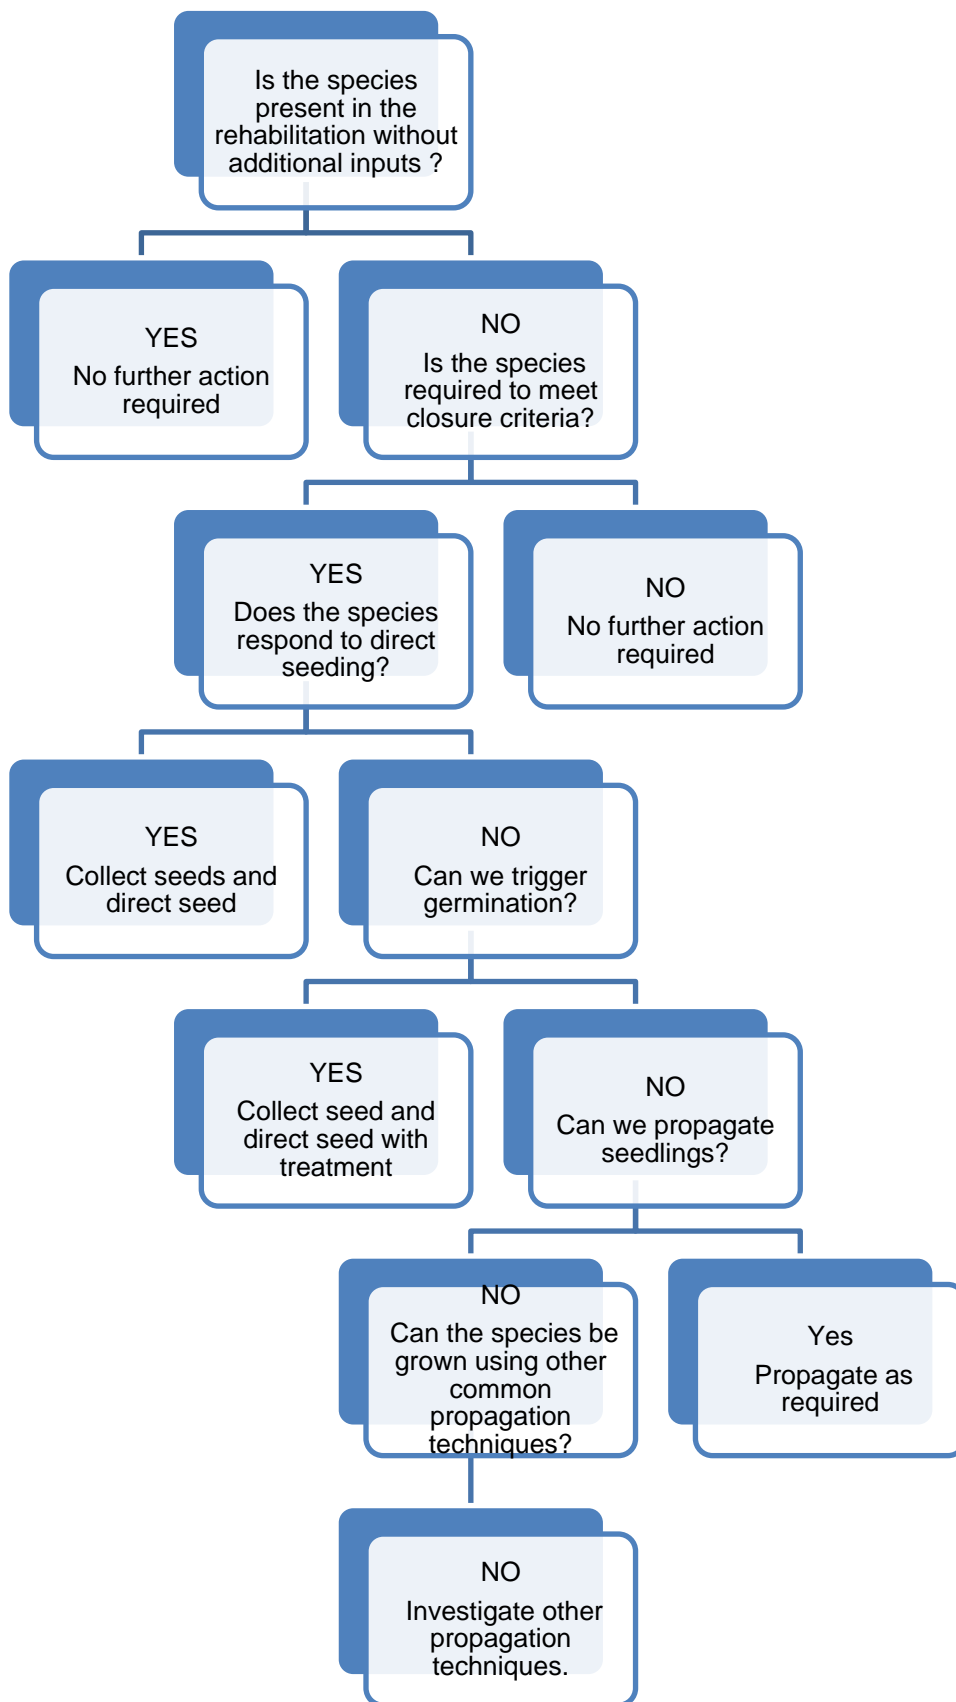 Is the species
present in the
rehabilitation without
additional inputs ?
YES
No further action
required
NO
Is the species
required to meet
closure criteria?
YES
Does the species
respond to direct
seeding?
NO
No further action
required
YES
Collect seeds and
direct seed
NO
Can we trigger
germination?
YES
Collect seed and
direct seed with
treatment
NO
Can we propagate
seedlings?
NO
Can the species be
grown using other
common
propagation
techniques?
Yes
Propagate as
required
NO
Investigate other
propagation
techniques.